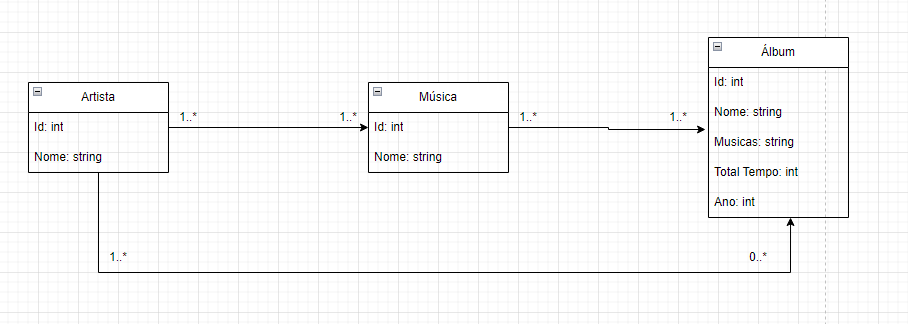 Artista
Id: int
Nome: string
1..*
1..*
Música
Id: int
Nome: string
1..*
1..*
Álbum
Id: int
Nome: string
Musicas: string
Total Tempo: int
Ano: int
1..*
0..*